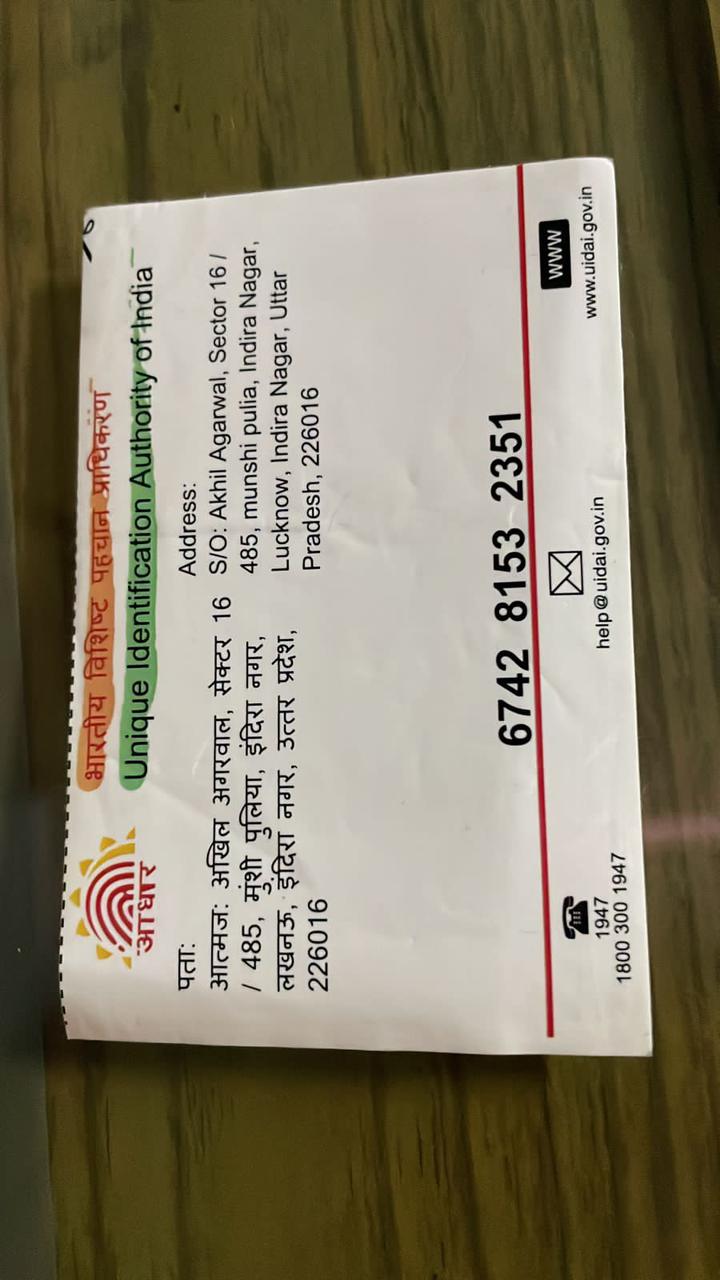 भारतीय विशिष्ट पहचान प्राधिकरण
Unique Identification Authority of India
आधार
पता:
आत्मज: अखिल अगरवाल, सेक्टर 16
/ 485, मुंशी पुलिया, इंदिरा नगर,
लखनऊ, इंदिरा नगर, उत्तर प्रदेश,
226016
Address:
S/O: Akhil Agarwal, Sector 16 /
485, munshi pulia, Indira Nagar,
Lucknow, Indira Nagar, Uttar
Pradesh, 226016
6742 8153 2351
1947
1800 300 1947
help@uidai.gov.in
WWW
www.uidai.gov.in